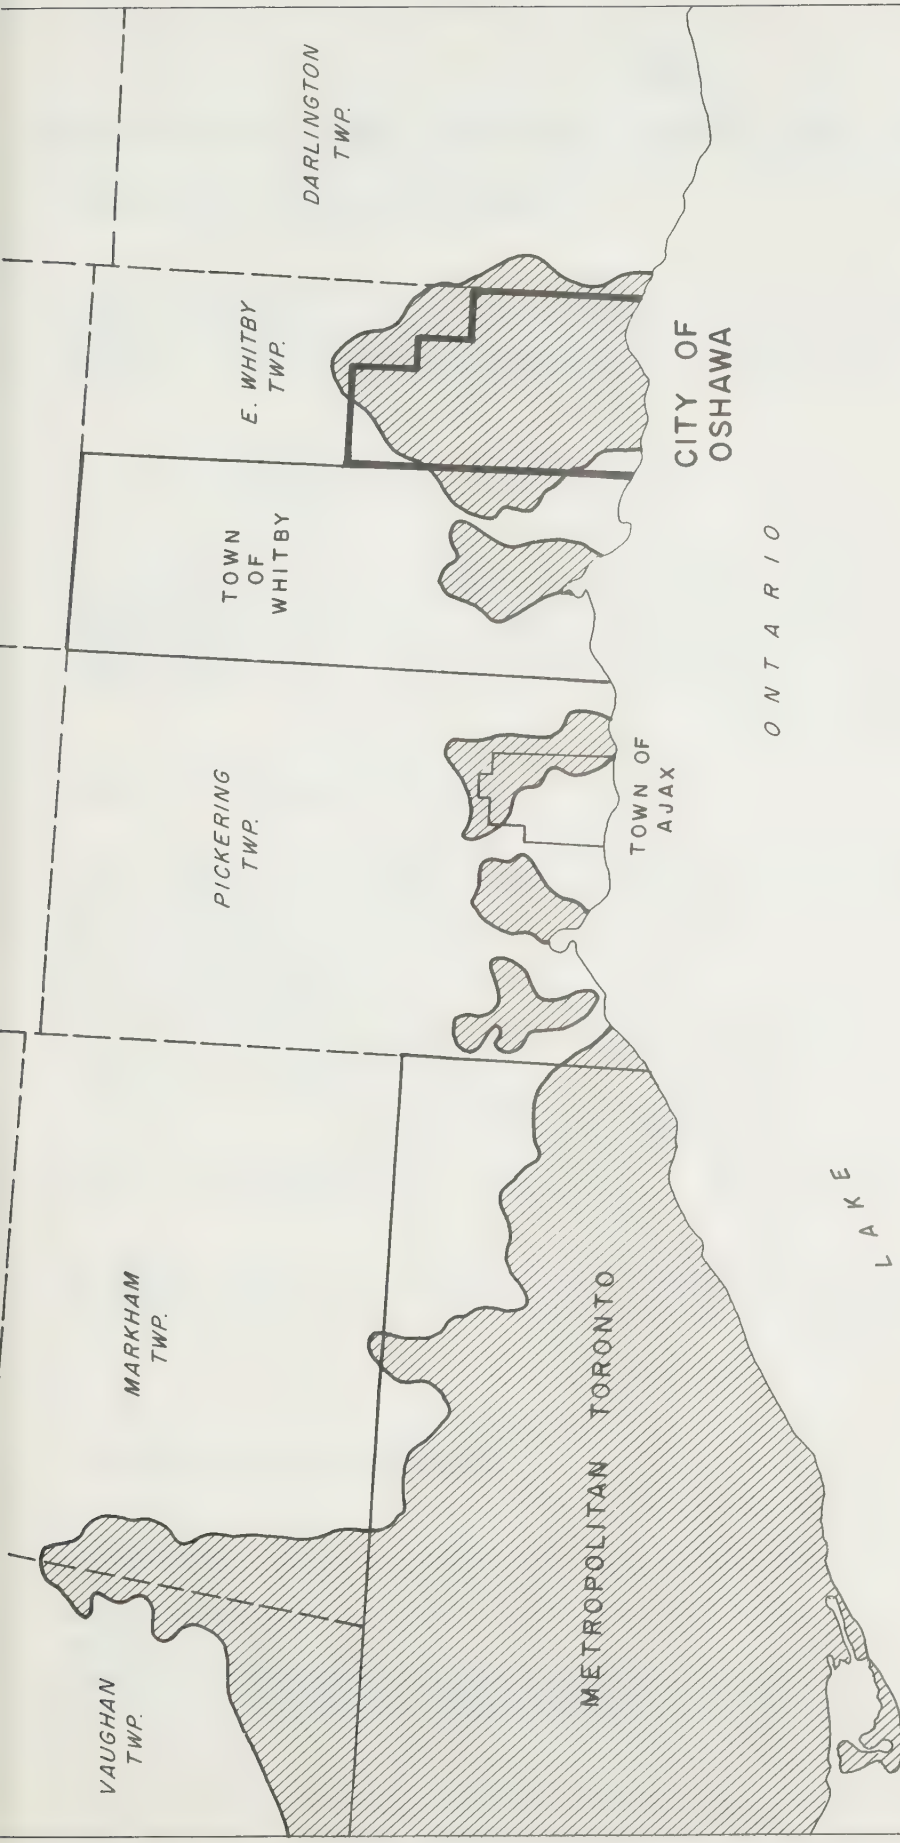 DARLINGTON
TWP.
E. WHITBY
TWP.
CITY OF
OSHAWA
TOWN
OF
WHITBY
PICKERING
TWP.
TOWN OF
AJAX
MARKHAM
TWP.
VAUGHAN
TWP.
METROPOLITAN TORONTO
LAKE ONTARIO